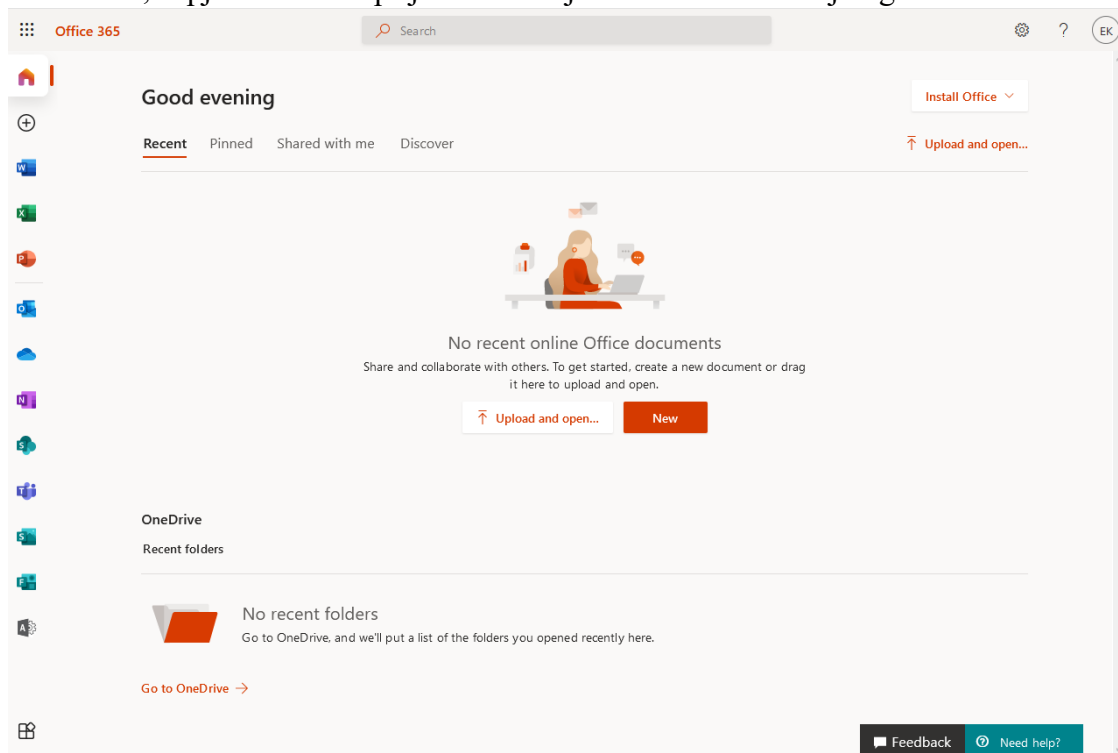 Office 365
Search
?
EK
Good evening
Install Office
Recent Pinned Shared with me Discover
Upload and open...
No recent online Office documents
Share and collaborate with others. To get started, create a new document or drag
it here to upload and open.
Upload and open...
New
OneDrive
Recent folders
No recent folders
Go to OneDrive, and we'll put a list of the folders you opened recently here.
Go to OneDrive →
Feedback
Need help?